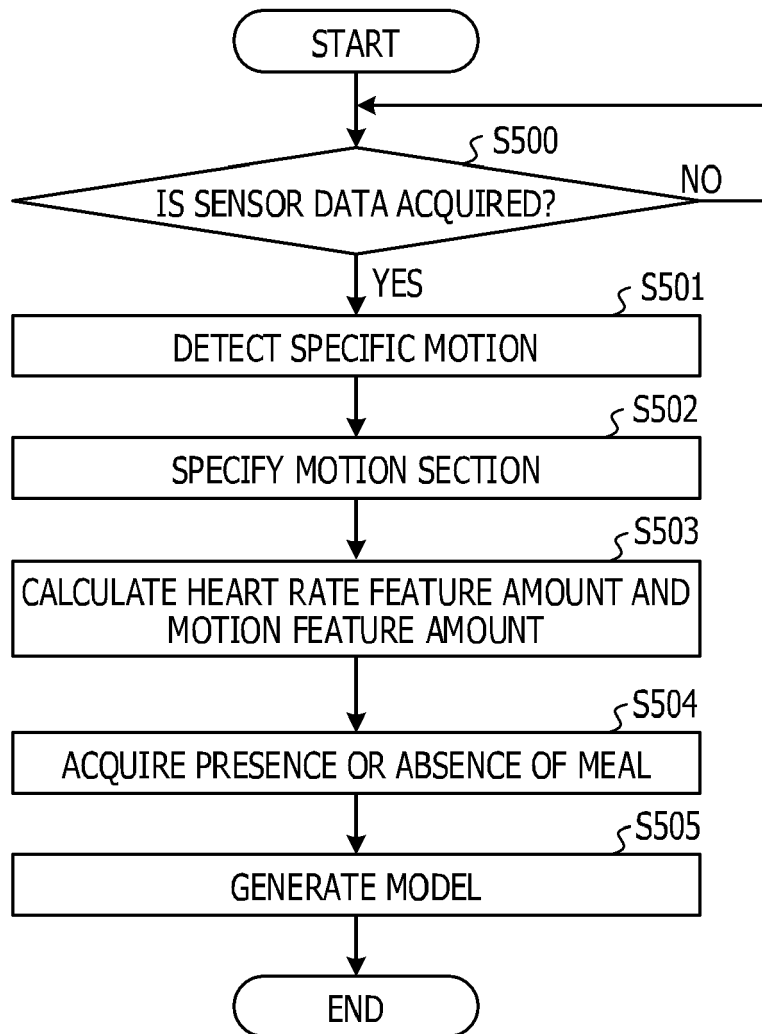 START
S500
IS SENSOR DATA ACQUIRED?
NO
YES
S501
DETECT SPECIFIC MOTION
S502
SPECIFY MOTION SECTION
S503
CALCULATE HEART RATE FEATURE AMOUNT AND
MOTION FEATURE AMOUNT
S504
ACQUIRE PRESENCE OR ABSENCE OF MEAL
S505
GENERATE MODEL
END